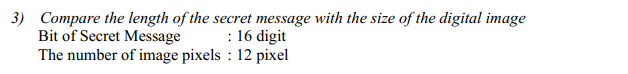 3) Compare the length of the secret message with the size of the digital image
Bit of Secret Message : 16 digit
The number of image pixels : 12 pixel